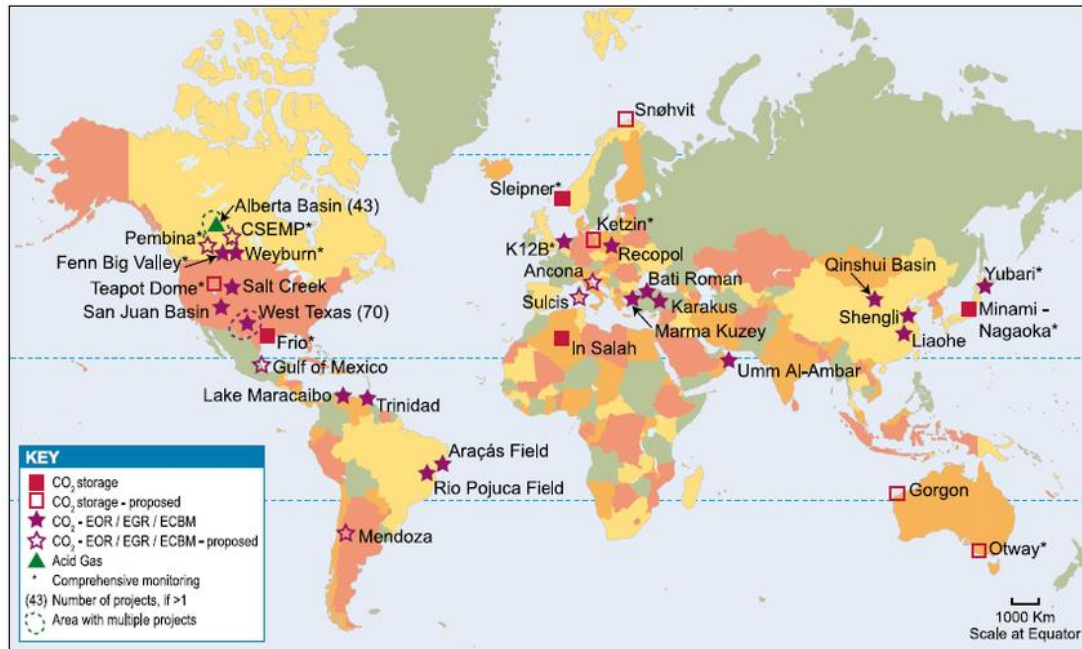 Snøhvit
Alberta Basin (43)
Sleipner*
CSEMP*
Ketzin*
Pembina*
K12B*
Weyburn*
Recopol
Fenn Big Valley*
Qinshui Basin
Ancona
Bati Roman
Yubari*
Teapot Dome*
Salt Creek
Sulcis
Karakus
Minami -
Nagaoka*
San Juan Basin
West Texas (70)
Shengli
Marma Kuzey
Liaohe
Frio*
In Salah
Gulf of Mexico
Umm Al-Ambar
Lake Maracaibo
Trinidad
Araçás Field
Rio Pojuca Field
Gorgon
Mendoza
Otway*
KEY
CO2 storage
CO2 storage - proposed
CO2 - EOR / EGR / ECBM
CO2 - EOR / EGR / ECBM - proposed
Acid Gas
* Comprehensive monitoring
(43) Number of projects, if >1
Area with multiple projects
1000 Km
Scale at Equator